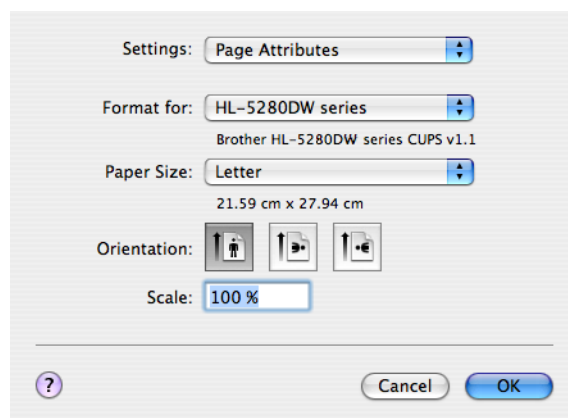 Settings: Page Attributes
Format for: HL-5280DW series
Brother HL-5280DW series CUPS v1.1
Paper Size: Letter
21.59 cm x 27.94 cm
Orientation:
Scale: 100 %
? Cancel OK